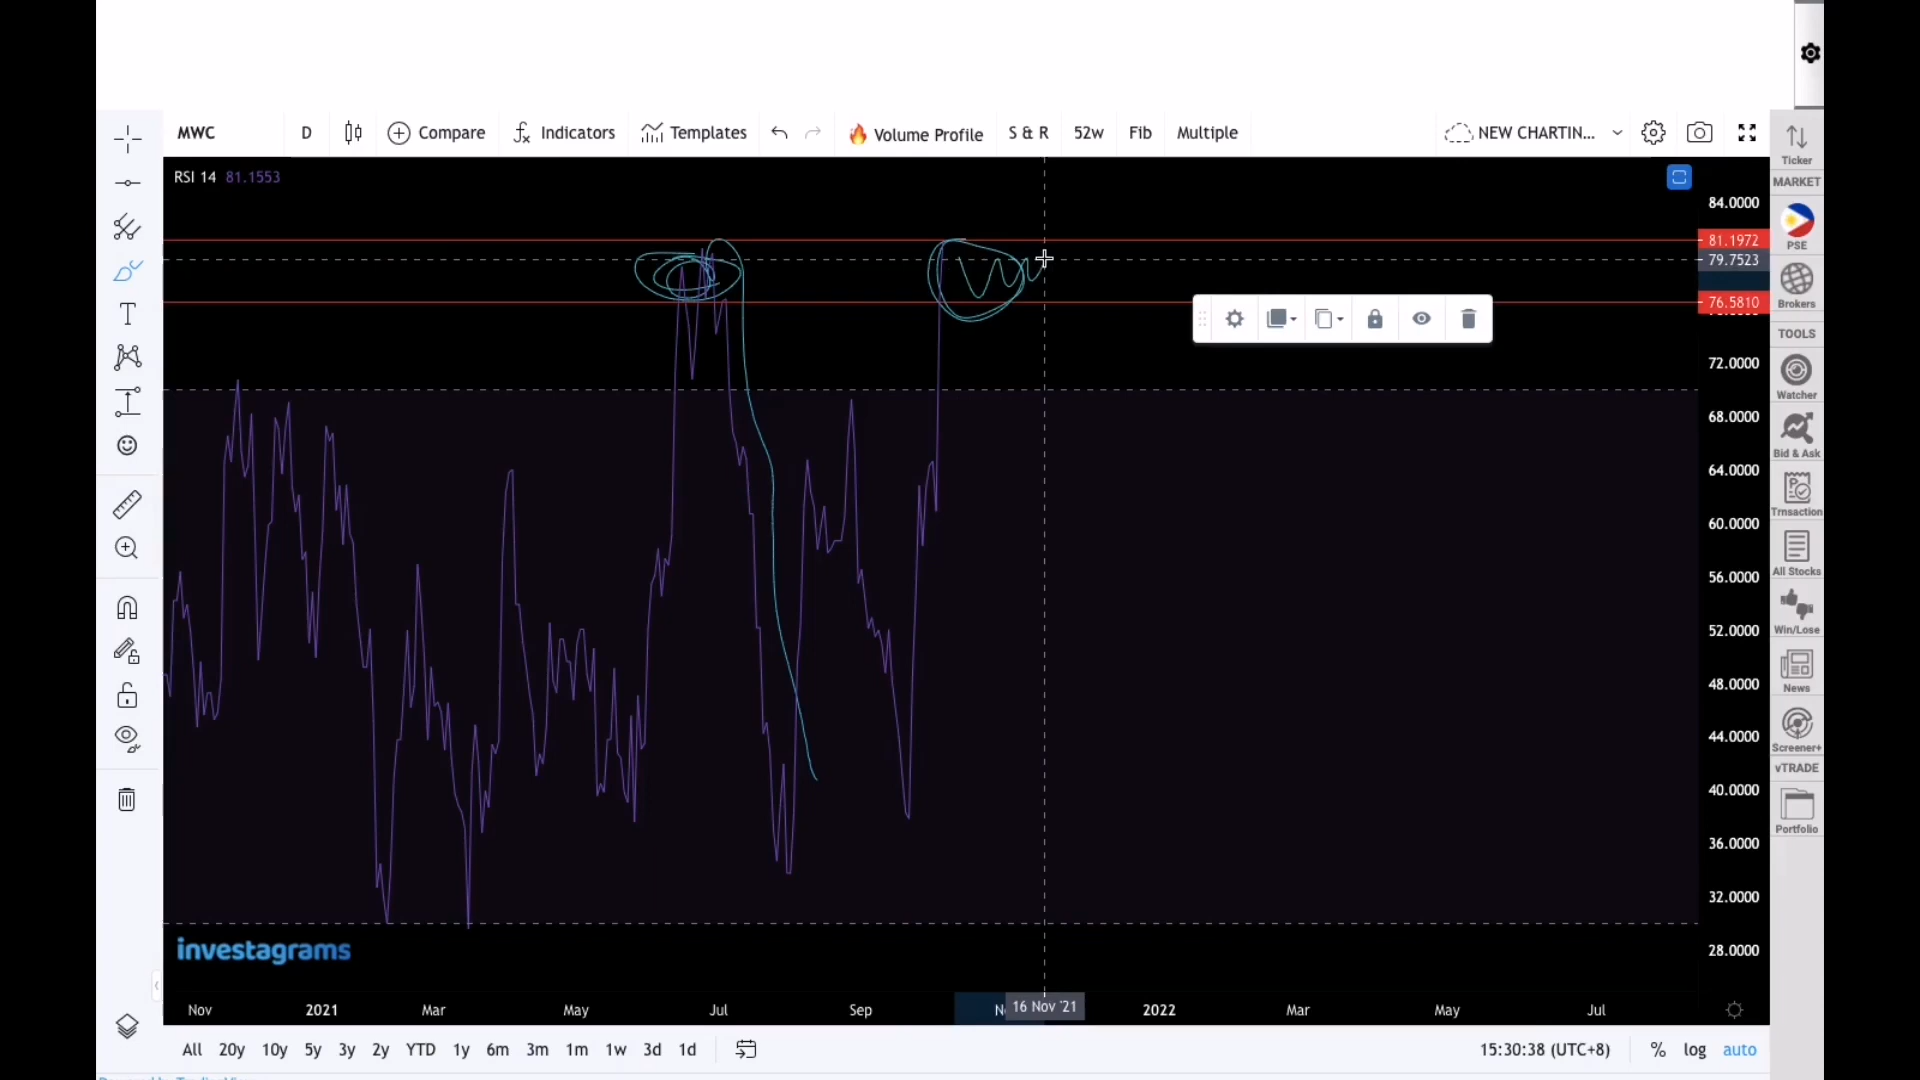 MWC D Compare Indicators Templates Volume Profile S & R 52w Fib Multiple NEW CHARTIN...
Ticker
MARKET
PSE
Brokers
TOOLS
Watcher
Bid & Ask
Trnsaction
All Stocks
Win/Lose
News
Screener+
vTRADE
Portfolio
RSI 14 81.1553
84.0000
81.1972
79.7523
76.5810
72.0000
68.0000
64.0000
60.0000
56.0000
52.0000
48.0000
44.0000
40.0000
36.0000
32.0000
28.0000
investagrams
Nov 2021 Mar May Jul Sep 16 Nov '21 2022 Mar May Jul
All 20y 10y 5y 3y 2y YTD 1y 6m 3m 1m 1w 3d 1d 15:30:38 (UTC+8) % log auto